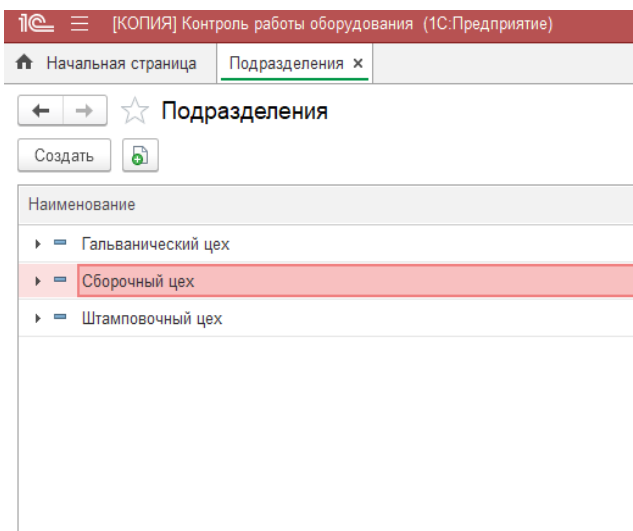 1С [КОПИЯ] Контроль работы оборудования (1С:Предприятие)
Начальная страница Подразделения ×
Подразделения
Создать
Наименование
Гальванический цех
Сборочный цех
Штамповочный цех